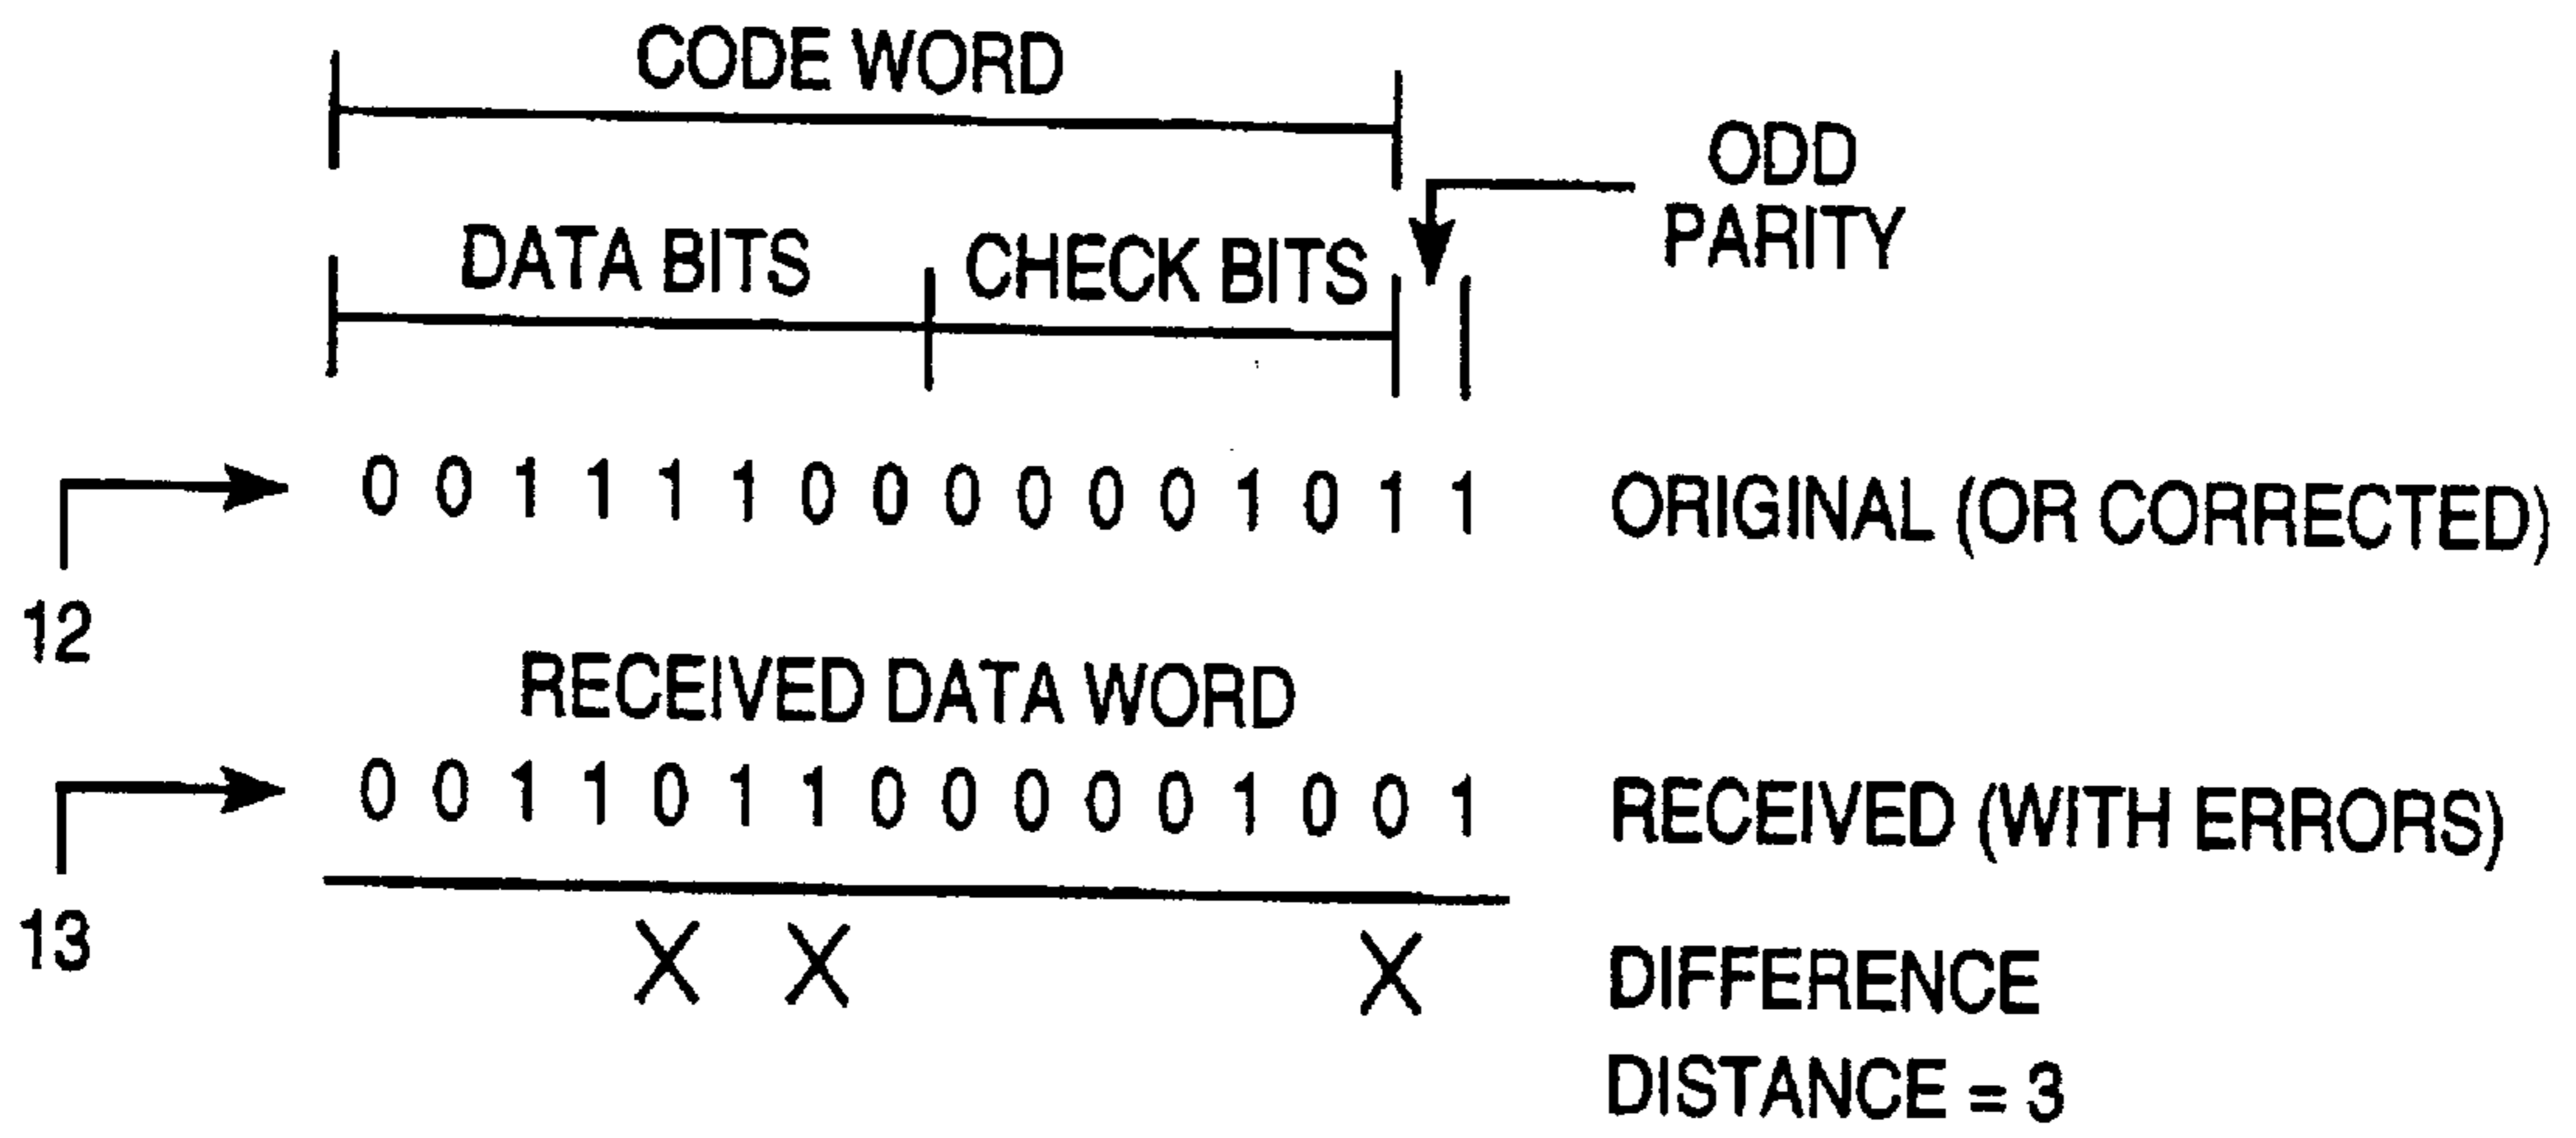 CODE WORD
ODD
PARITY
DATA BITS
CHECK BITS
0 0 1 1 1 1 0 0 0 0 0 0 1 0 1 1
ORIGINAL (OR CORRECTED)
12
RECEIVED DATA WORD
0 0 1 1 0 1 1 0 0 0 0 0 1 0 0 1
RECEIVED (WITH ERRORS)
13
X X X
DIFFERENCE
DISTANCE = 3